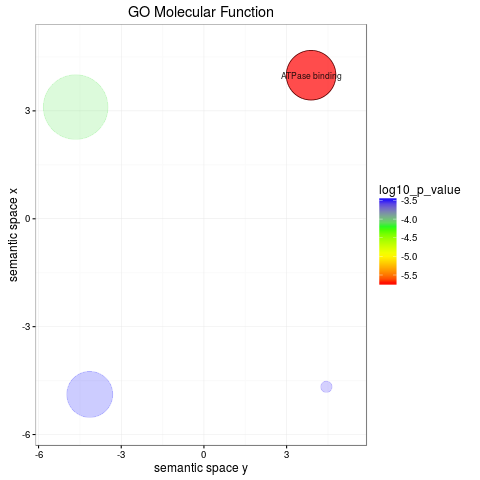 GO Molecular Function
ATPase binding
3
0
-3
-6
semantic space x
-6
-3
0
3
semantic space y
log10_p_value
-3.5
-4.0
-4.5
-5.0
-5.5